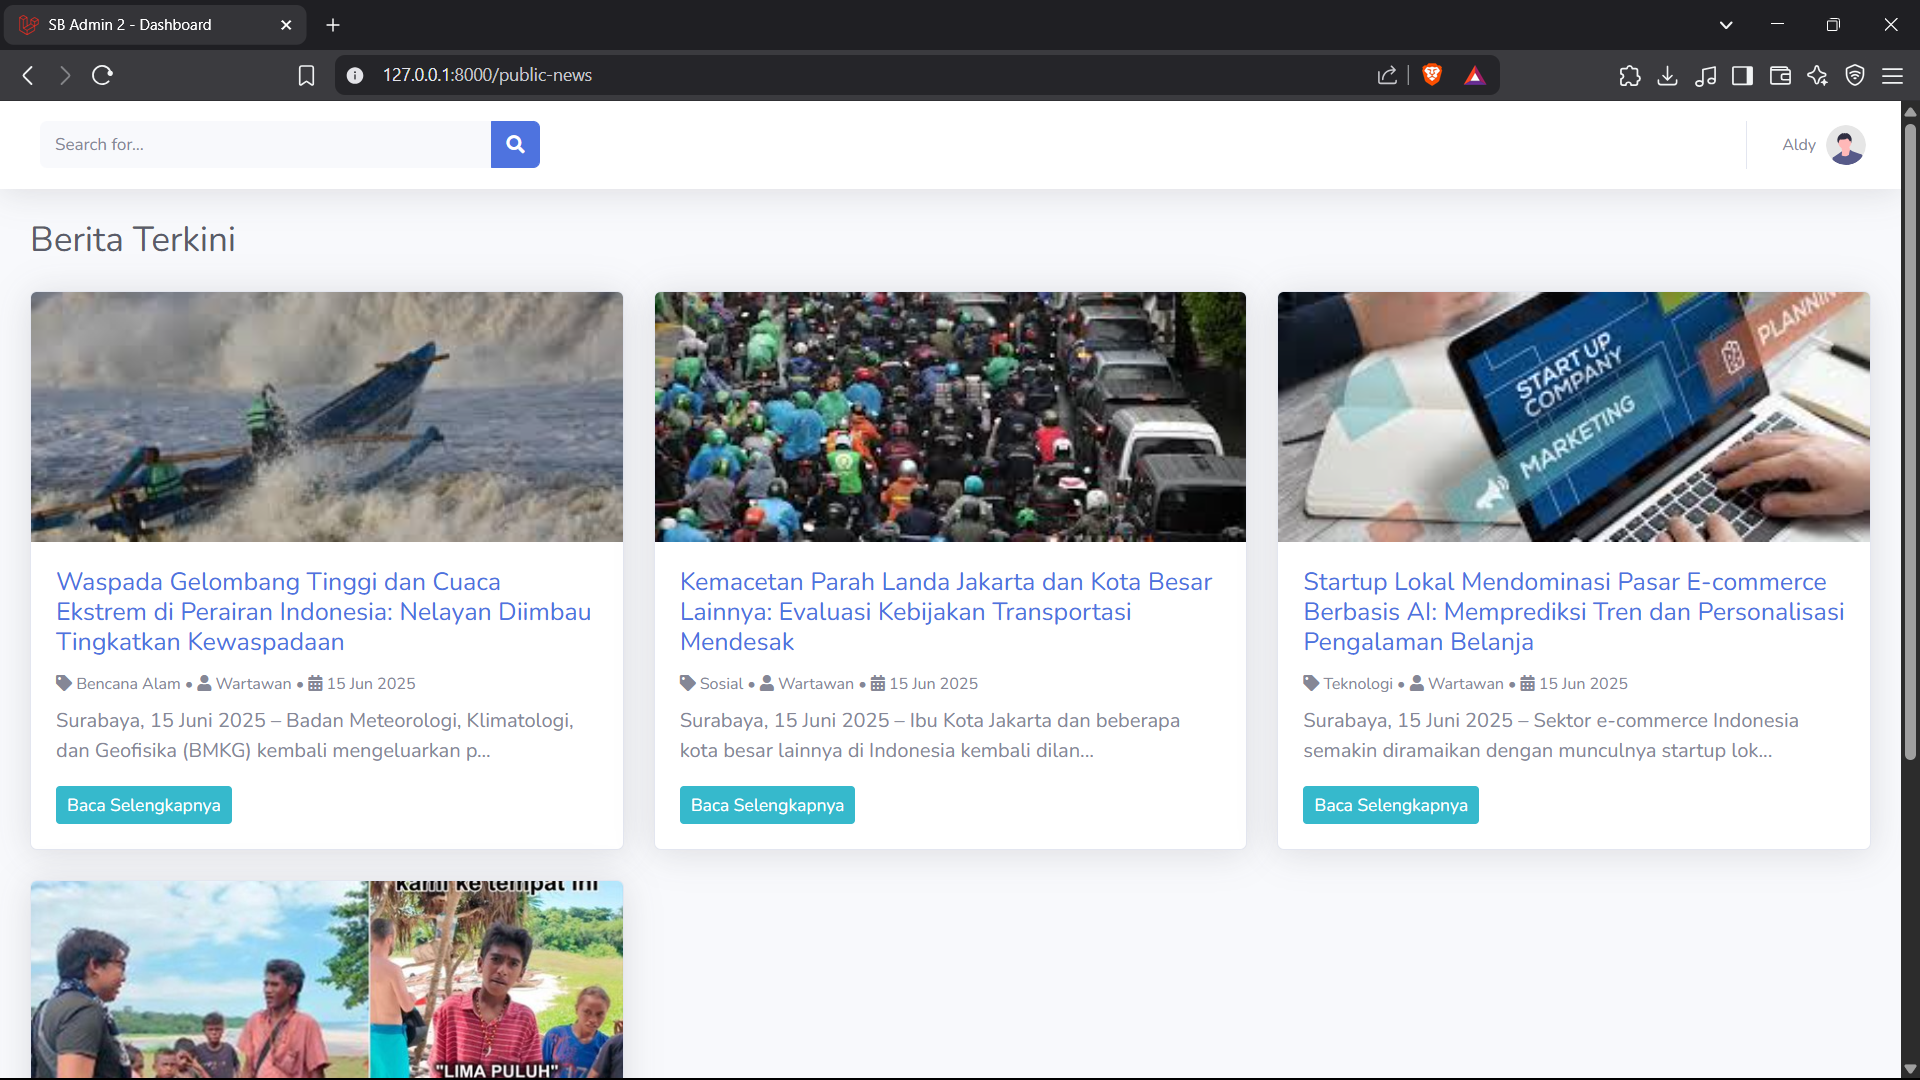 SB Admin 2 - Dashboard
127.0.0.1:8000/public-news
Search for...
Aldy
Berita Terkini
START UP
COMPANY
MARKETING
PLANNIN
Waspada Gelombang Tinggi dan Cuaca
Ekstrem di Perairan Indonesia: Nelayan Diimbau
Tingkatkan Kewaspadaan
Bencana Alam • Wartawan • 15 Jun 2025
Surabaya, 15 Juni 2025 – Badan Meteorologi, Klimatologi,
dan Geofisika (BMKG) kembali mengeluarkan p...
Baca Selengkapnya
Kemacetan Parah Landa Jakarta dan Kota Besar
Lainnya: Evaluasi Kebijakan Transportasi
Mendesak
Sosial • Wartawan • 15 Jun 2025
Surabaya, 15 Juni 2025 – Ibu Kota Jakarta dan beberapa
kota besar lainnya di Indonesia kembali dilan...
Baca Selengkapnya
Startup Lokal Mendominasi Pasar E-commerce
Berbasis AI: Memprediksi Tren dan Personalisasi
Pengalaman Belanja
Teknologi • Wartawan • 15 Jun 2025
Surabaya, 15 Juni 2025 – Sektor e-commerce Indonesia
semakin diramaikan dengan munculnya startup lok...
Baca Selengkapnya
kami ke tempat ini
"LIMA PULUH"